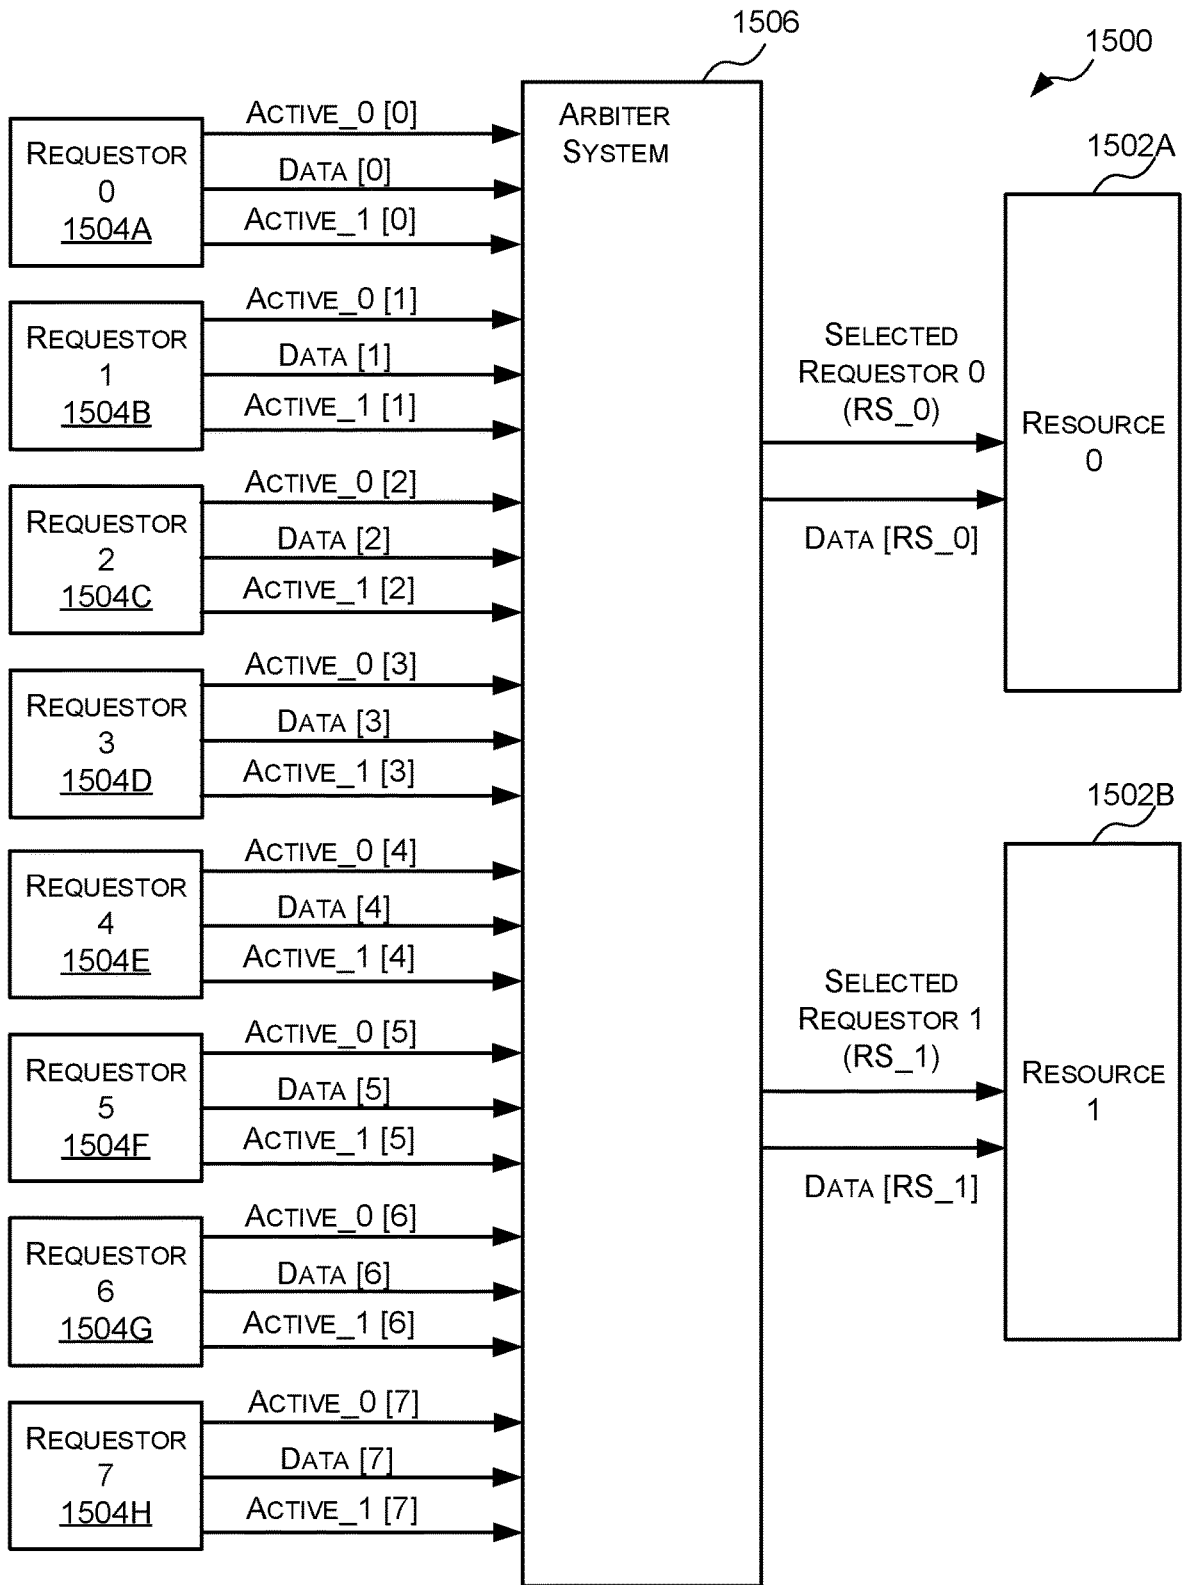 1506
1500
ARBITER
SYSTEM
1502A
REQUESTOR
0
1504A
ACTIVE_0 [0]
DATA [0]
ACTIVE_1 [0]
REQUESTOR
1
1504B
ACTIVE_0 [1]
DATA [1]
ACTIVE_1 [1]
REQUESTOR
2
1504C
ACTIVE_0 [2]
DATA [2]
ACTIVE_1 [2]
REQUESTOR
3
1504D
ACTIVE_0 [3]
DATA [3]
ACTIVE_1 [3]
REQUESTOR
4
1504E
ACTIVE_0 [4]
DATA [4]
ACTIVE_1 [4]
REQUESTOR
5
1504F
ACTIVE_0 [5]
DATA [5]
ACTIVE_1 [5]
REQUESTOR
6
1504G
ACTIVE_0 [6]
DATA [6]
ACTIVE_1 [6]
REQUESTOR
7
1504H
ACTIVE_0 [7]
DATA [7]
ACTIVE_1 [7]
SELECTED
REQUESTOR 0
(RS_0)
DATA [RS_0]
RESOURCE
0
1502B
SELECTED
REQUESTOR 1
(RS_1)
DATA [RS_1]
RESOURCE
1